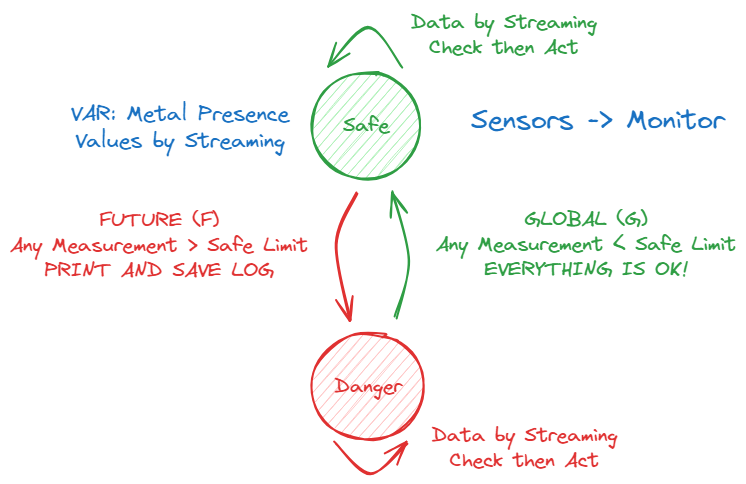 Data by Streaming
Check then Act
VAR: Metal Presence
Values by Streaming
Safe
Sensors -> Monitor
FUTURE (F)
Any Measurement > Safe Limit
PRINT AND SAVE LOG
GLOBAL (G)
Any Measurement < Safe Limit
EVERYTHING IS OK!
Danger
Data by Streaming
Check then Act